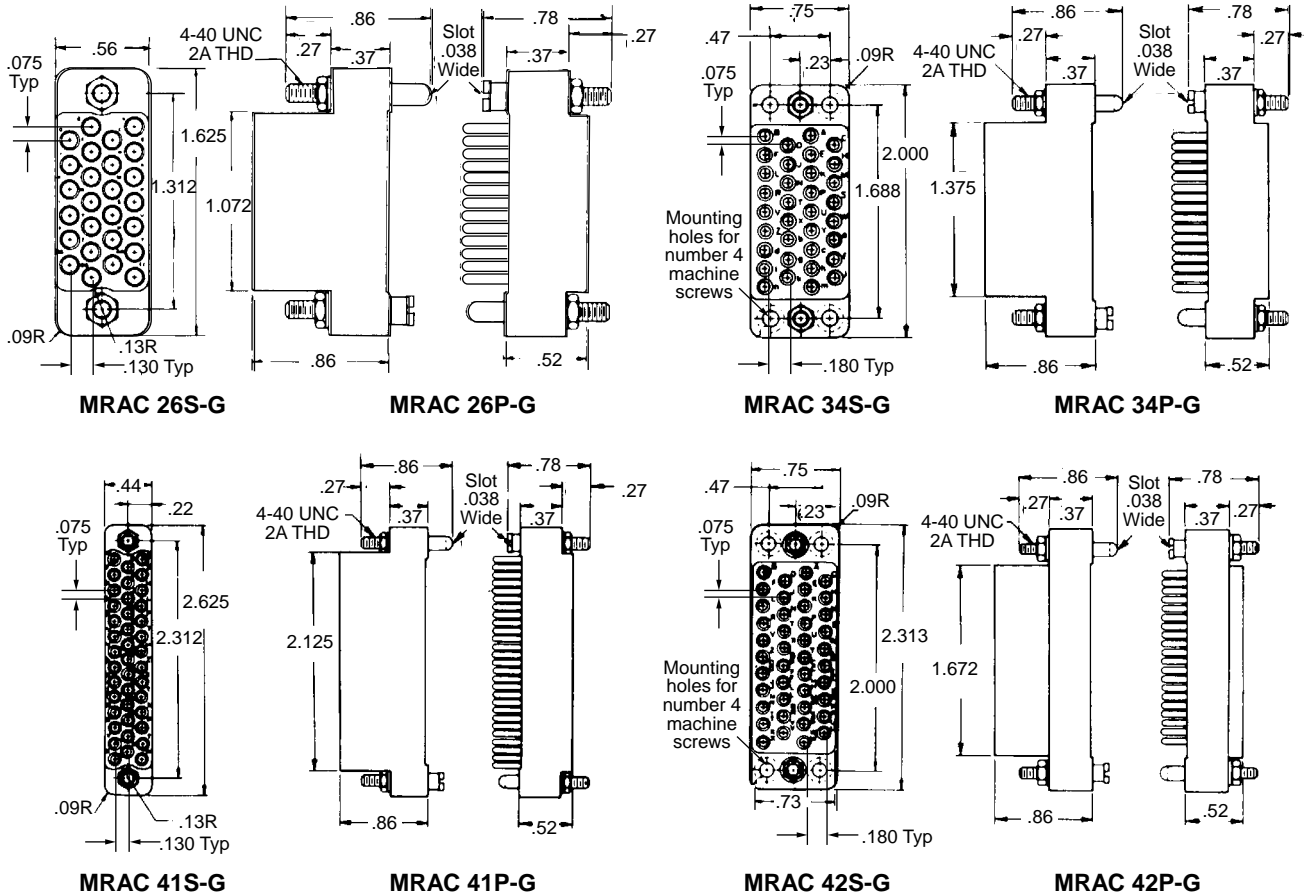 .86
.78
4-40 UNC
2A THD
.27
.37
Slot
.038
Wide
.37
.27
.56
.075
Typ
1.625
1.312
1.072
.09R
.13R
.130 Typ
.86
.52
MRAC 26S-G
MRAC 26P-G
.75
.47
.23
.09R
.075
Typ
2.000
1.688
Mounting
holes for
number 4
machine
screws
.180 Typ
.86
.78
4-40 UNC
2A THD
.27
.37
Slot
.038
Wide
.37
.27
1.375
.86
.52
MRAC 34S-G
MRAC 34P-G
.44
.22
.075
Typ
2.625
2.312
.09R
.13R
.130 Typ
.86
.78
.27
.37
Slot
.038
Wide
.37
.27
4-40 UNC
2A THD
2.125
.86
.52
MRAC 41S-G
MRAC 41P-G
.75
.47
.23
.09R
.075
Typ
2.313
2.000
Mounting
holes for
number 4
machine
screws
.73
.180 Typ
.86
.78
.27
.37
Slot
.038
Wide
.37
.27
4-40 UNC
2A THD
1.672
.86
.52
MRAC 42S-G
MRAC 42P-G